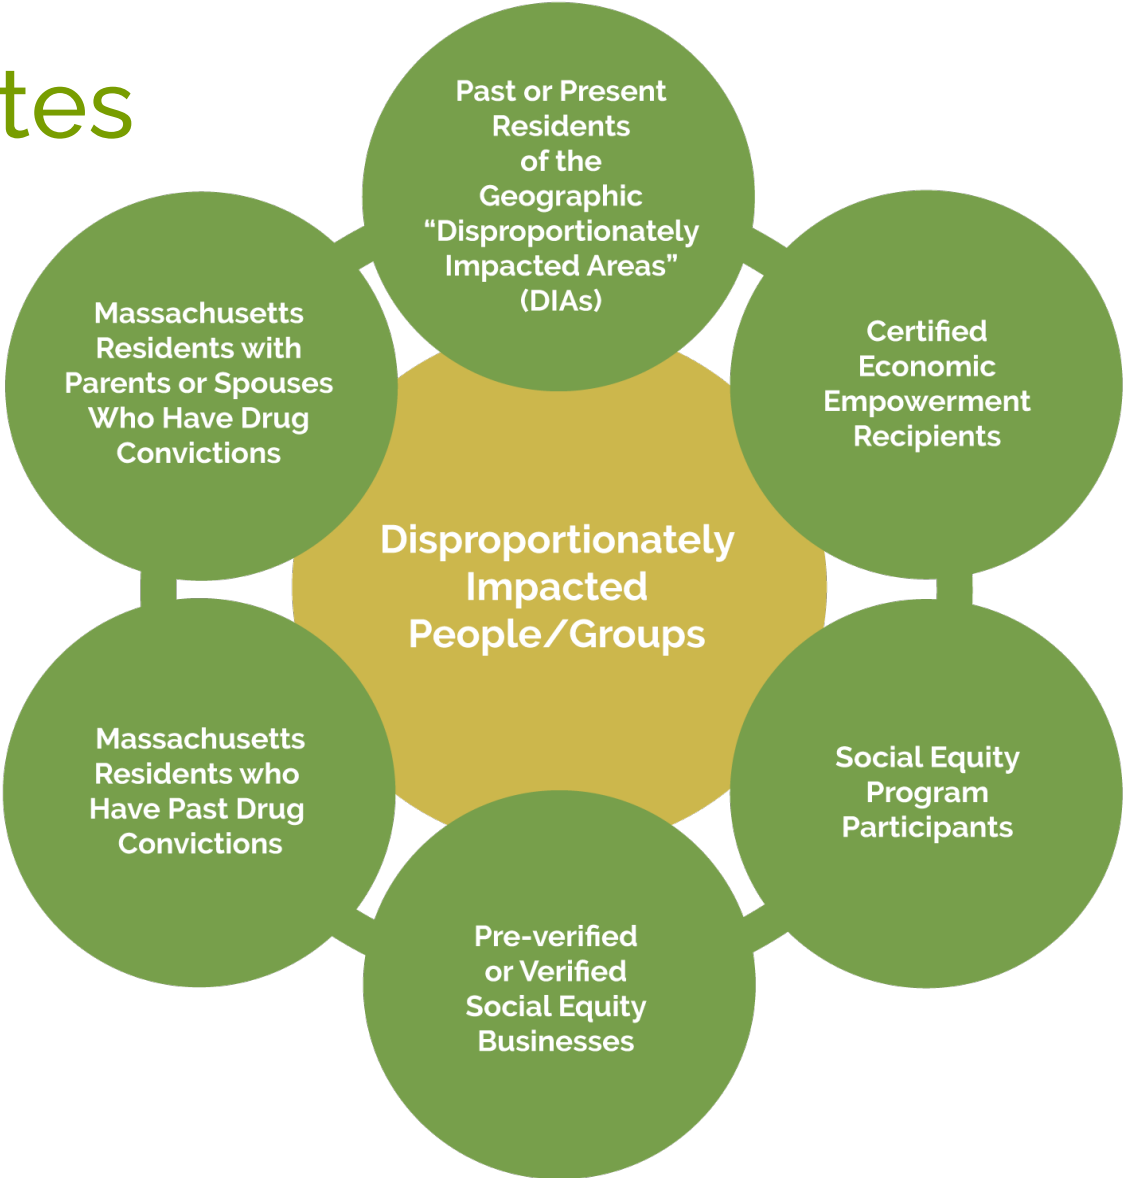 tes
Past or Present
Residents
of the
Geographic
“Disproportionately
Impacted Areas”
(DIAs)
Certified
Economic
Empowerment
Recipients
Social Equity
Program
Participants
Pre-verified
or Verified
Social Equity
Businesses
Massachusetts
Residents who
Have Past Drug
Convictions
Massachusetts
Residents with
Parents or Spouses
Who Have Drug
Convictions
Disproportionately
Impacted
People/Groups